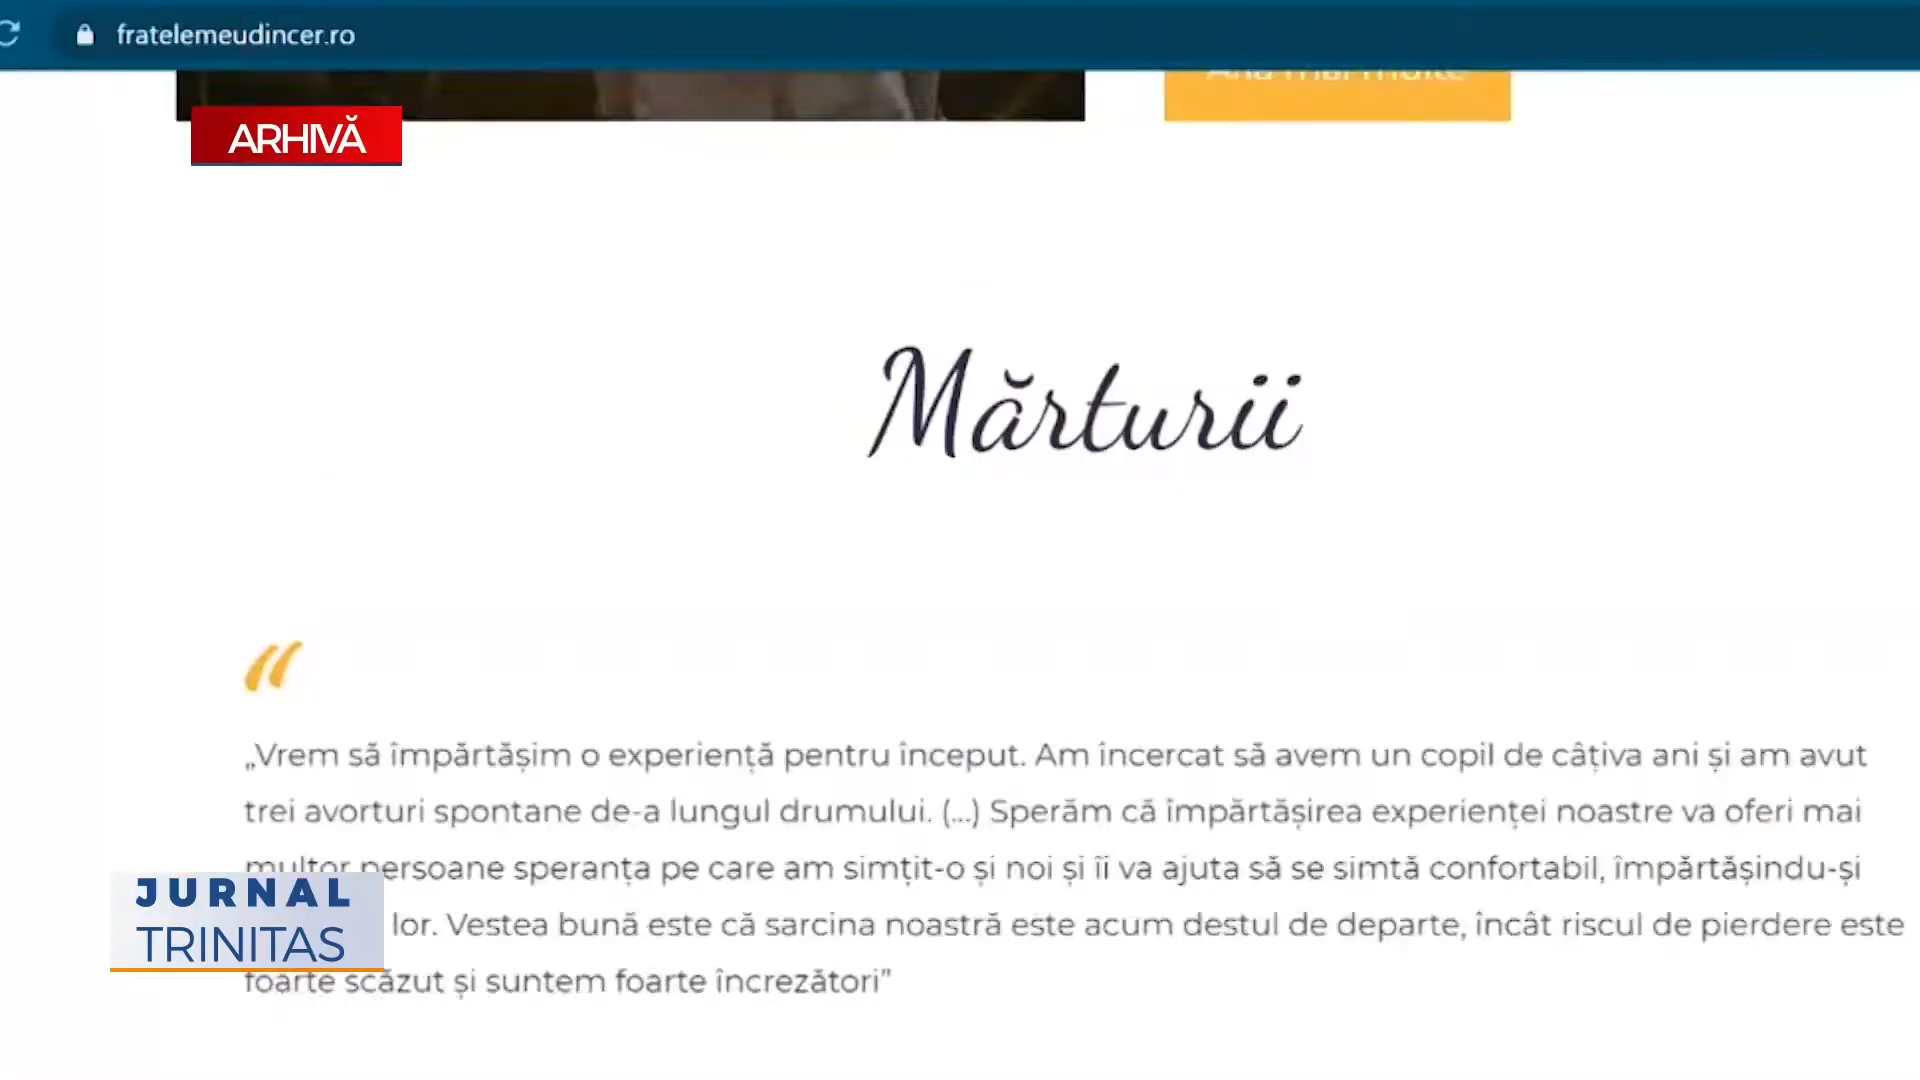 fratelemeudincer.ro
ARHIVĂ
Mărturii
„Vrem să împărtășim o experiență pentru început. Am încercat să avem un copil de câțiva ani și am avut
trei avorturi spontane de-a lungul drumului. (...) Sperăm că împărtășirea experienței noastre va oferi mai
multor persoane speranța pe care am simțit-o și noi și îi va ajuta să se simtă confortabil, împărtășindu-și
lor. Vestea bună este că sarcina noastră este acum destul de departe, încât riscul de pierdere este
foarte scăzut și suntem foarte încrezători”
JURNAL
TRINITAS